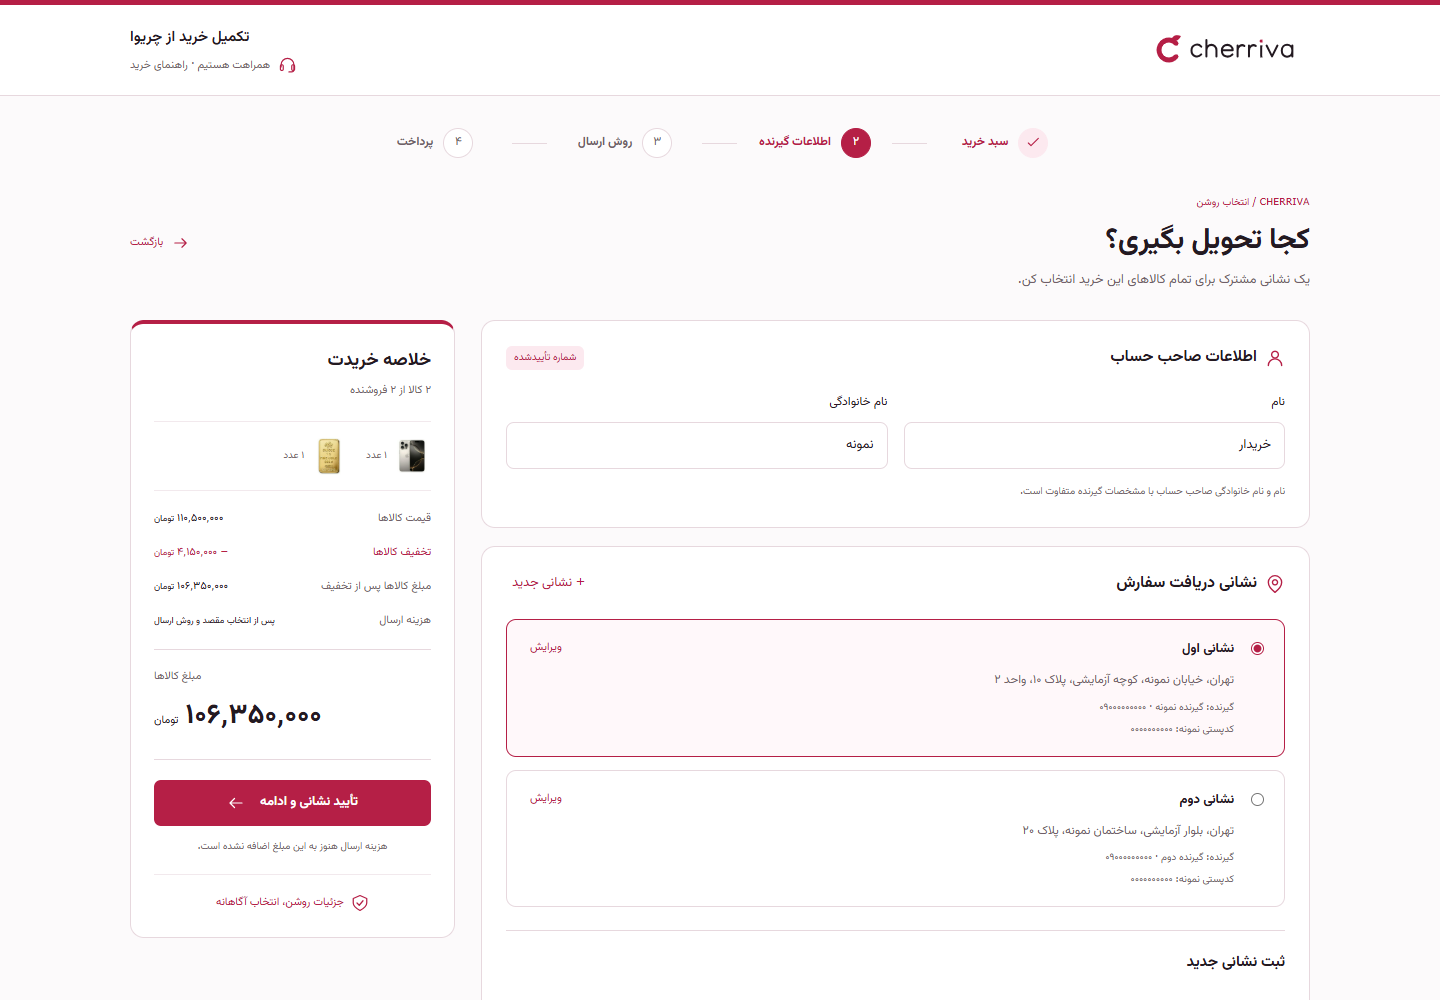 cherriva
تکمیل خرید از چریوا
همراهت هستیم · راهنمای خرید
سبد خرید
۲ اطلاعات گیرنده
۳ روش ارسال
۴ پرداخت
CHERRIVA / انتخاب روشن
کجا تحویل بگیری؟
بازگشت
یک نشانی مشترک برای تمام کالاهای این خرید انتخاب کن.
اطلاعات صاحب حساب
شماره تأییدشده
نام
نام خانوادگی
خریدار
نمونه
نام و نام خانوادگی صاحب حساب با مشخصات گیرنده متفاوت است.
نشانی دریافت سفارش
+ نشانی جدید
نشانی اول
ویرایش
تهران، خیابان نمونه، کوچه آزمایشی، پلاک ۱۰، واحد ۲
گیرنده: گیرنده نمونه · ۰۹۰۰۰۰۰۰۰۰۰
کدپستی نمونه: ۰۰۰۰۰۰۰۰۰۰
نشانی دوم
ویرایش
تهران، بلوار آزمایشی، ساختمان نمونه، پلاک ۲۰
گیرنده: گیرنده دوم · ۰۹۰۰۰۰۰۰۰۰۰
کدپستی نمونه: ۰۰۰۰۰۰۰۰۰۰
ثبت نشانی جدید
خلاصه خریدت
۲ کالا از ۲ فروشنده
۱ عدد
۱ عدد
قیمت کالاها ۱۱۰,۵۰۰,۰۰۰ تومان
تخفیف کالاها − ۴,۱۵۰,۰۰۰ تومان
مبلغ کالاها پس از تخفیف ۱۰۶,۳۵۰,۰۰۰ تومان
هزینه ارسال پس از انتخاب مقصد و روش ارسال
مبلغ کالاها
۱۰۶,۳۵۰,۰۰۰ تومان
تأیید نشانی و ادامه
هزینه ارسال هنوز به این مبلغ اضافه نشده است.
جزئیات روشن، انتخاب آگاهانه